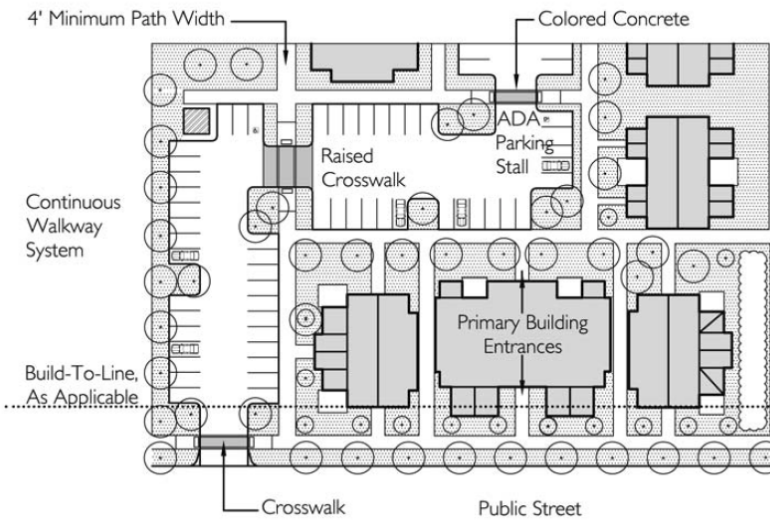 4' Minimum Path Width
Colored Concrete
ADA
Parking
Stall
Raised
Crosswalk
Continuous
Walkway
System
Primary Building
Entrances
Build-To-Line,
As Applicable
Crosswalk
Public Street